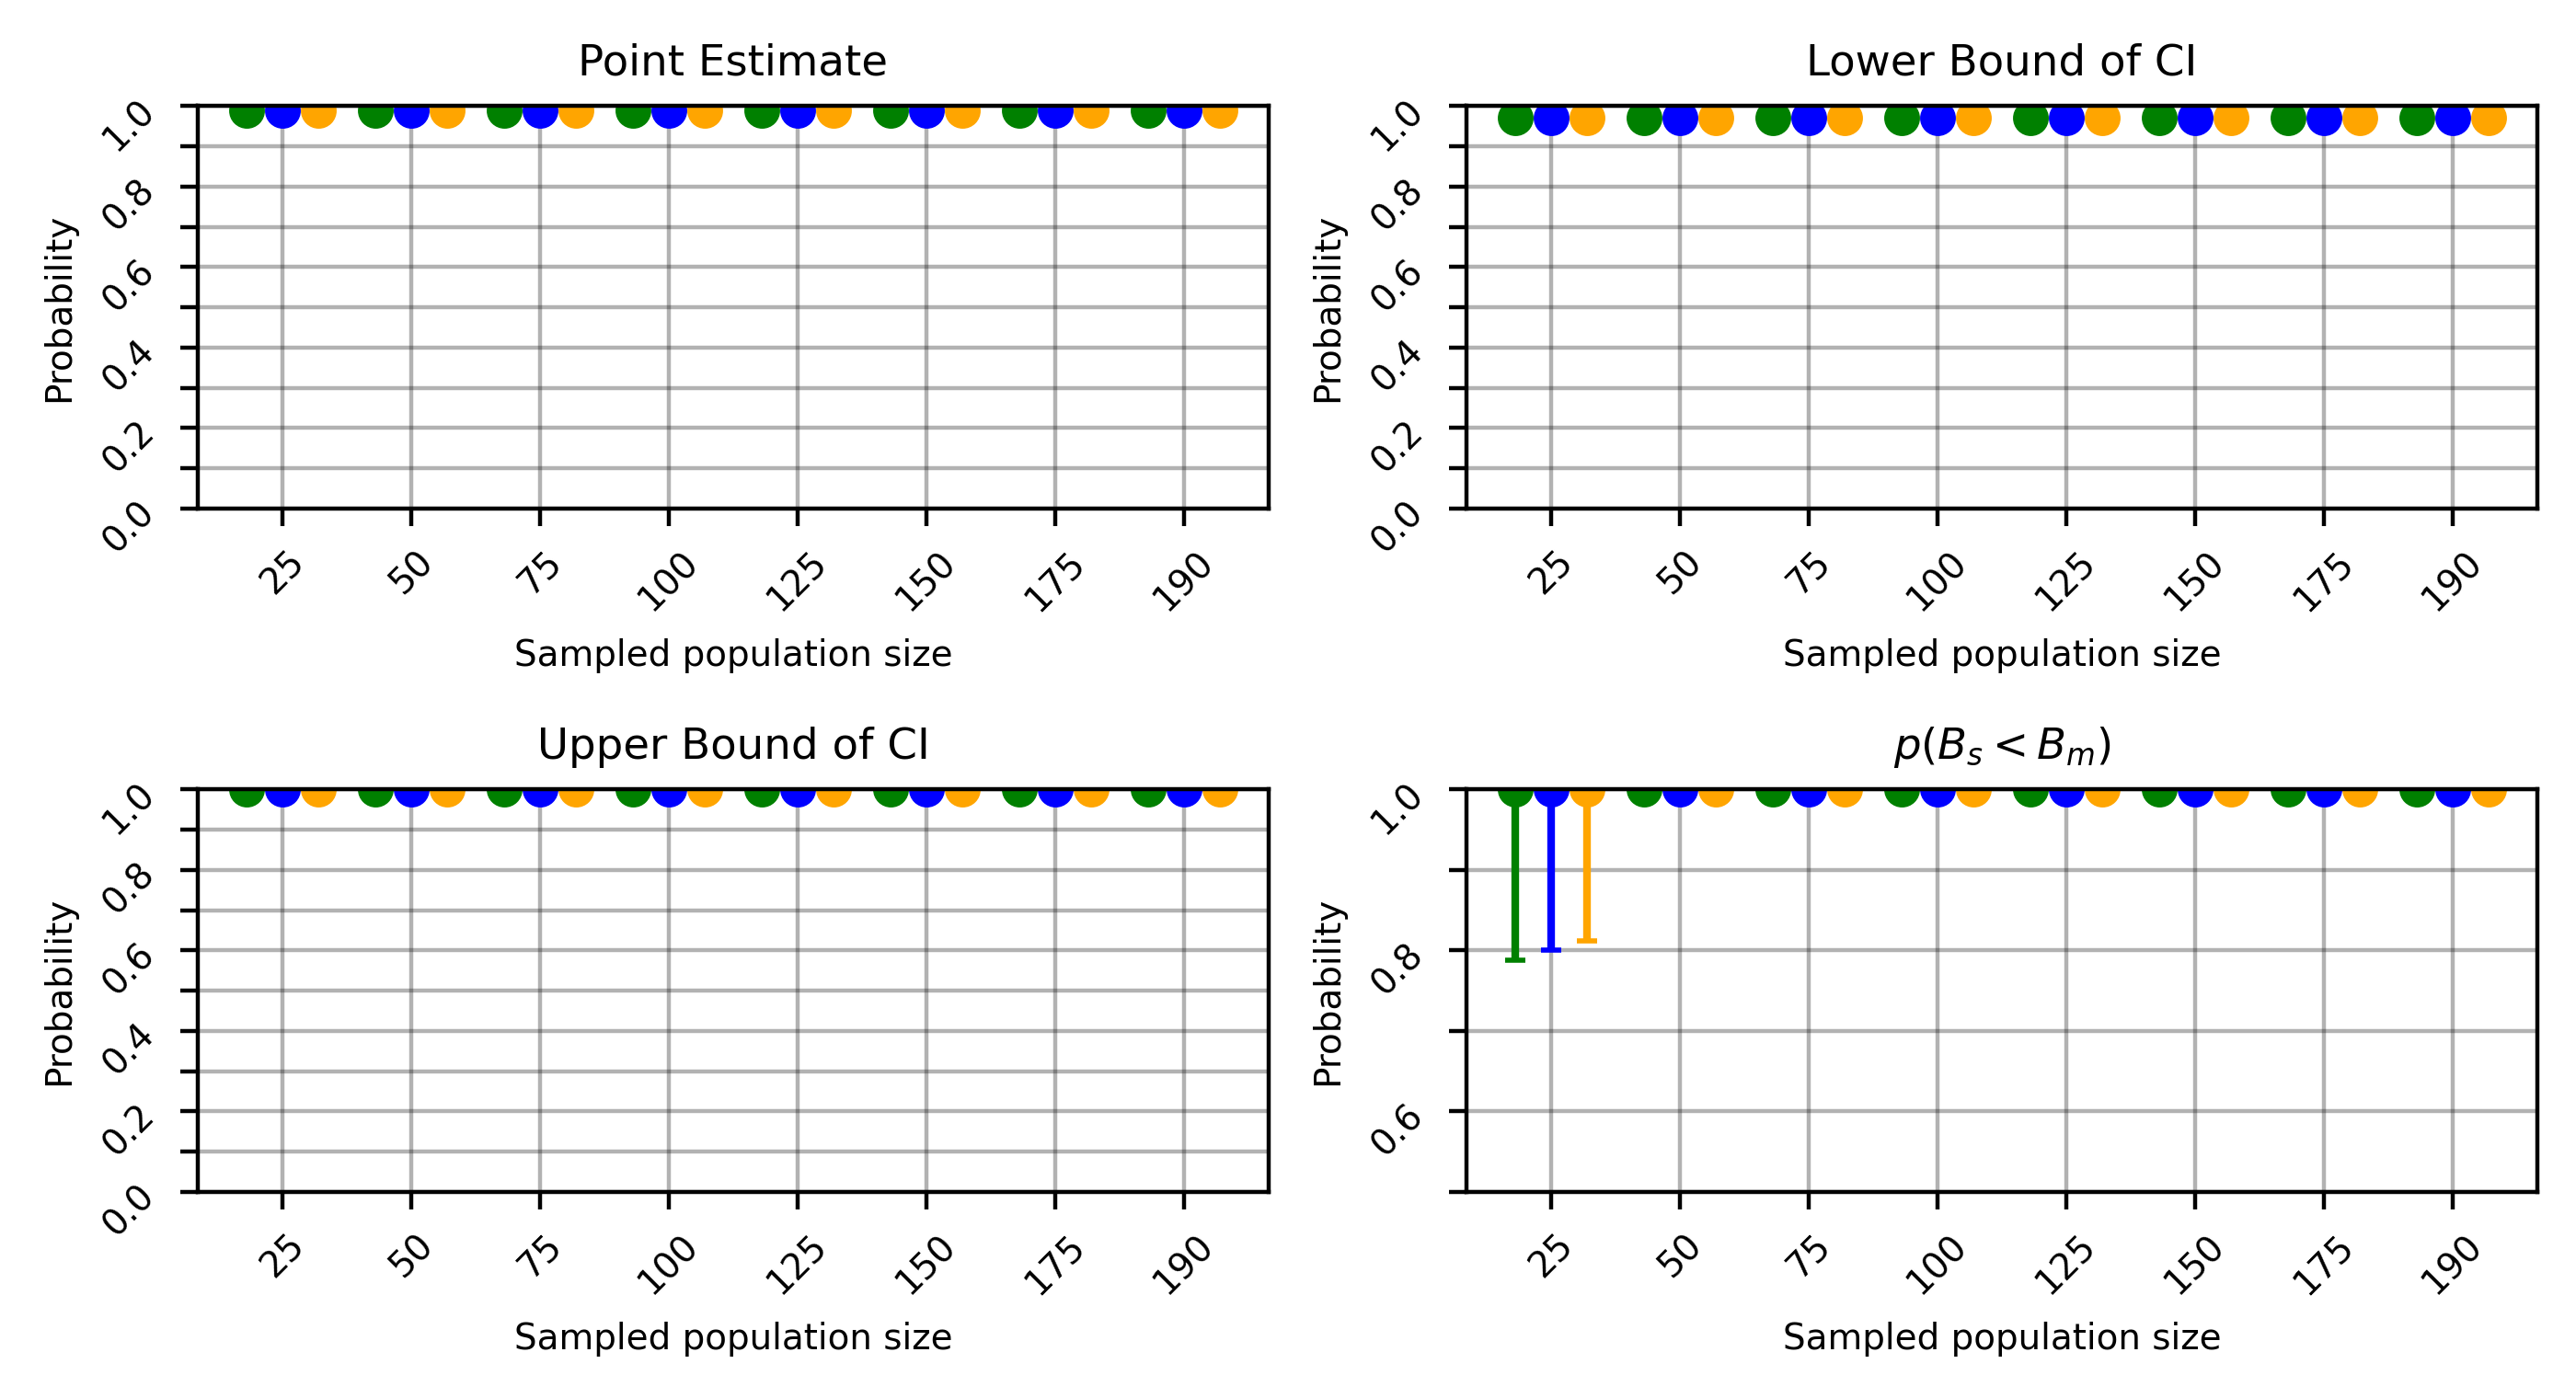 Point Estimate
Probability
1.0
0.8
0.6
0.4
0.2
0.0
25 50 75 100 125 150 175 190
Sampled population size
Lower Bound of CI
Probability
1.0
0.8
0.6
0.4
0.2
0.0
25 50 75 100 125 150 175 190
Sampled population size
Upper Bound of CI
Probability
1.0
0.8
0.6
0.4
0.2
0.0
25 50 75 100 125 150 175 190
Sampled population size
p(B_s < B_m)
Probability
1.0
0.8
0.6
25 50 75 100 125 150 175 190
Sampled population size